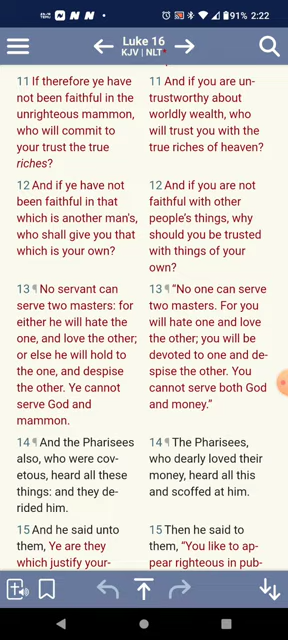 91% 2:22
Luke 16
KJV | NLT
11 If therefore ye have
not been faithful in the
unrighteous mammon,
who will commit to
your trust the true
riches?
12 And if ye have not
been faithful in that
which is another man's,
who shall give you that
which is your own?
13 ¶ No servant can
serve two masters: for
either he will hate the
one, and love the other;
or else he will hold to
the one, and despise
the other. Ye cannot
serve God and
mammon.
14 ¶ And the Pharisees
also, who were cov-
etous, heard all these
things: and they de-
rided him.
15 And he said unto
them, Ye are they
which justify your-
11 And if you are un-
trustworthy about
worldly wealth, who
will trust you with the
true riches of heaven?
12 And if you are not
faithful with other
people's things, why
should you be trusted
with things of your
own?
13 ¶ “No one can serve
two masters. For you
will hate one and love
the other; you will be
devoted to one and de-
spise the other. You
cannot serve both God
and money.”
14 ¶ The Pharisees,
who dearly loved their
money, heard all this
and scoffed at him.
15 Then he said to
them, “You like to ap-
pear righteous in pub-